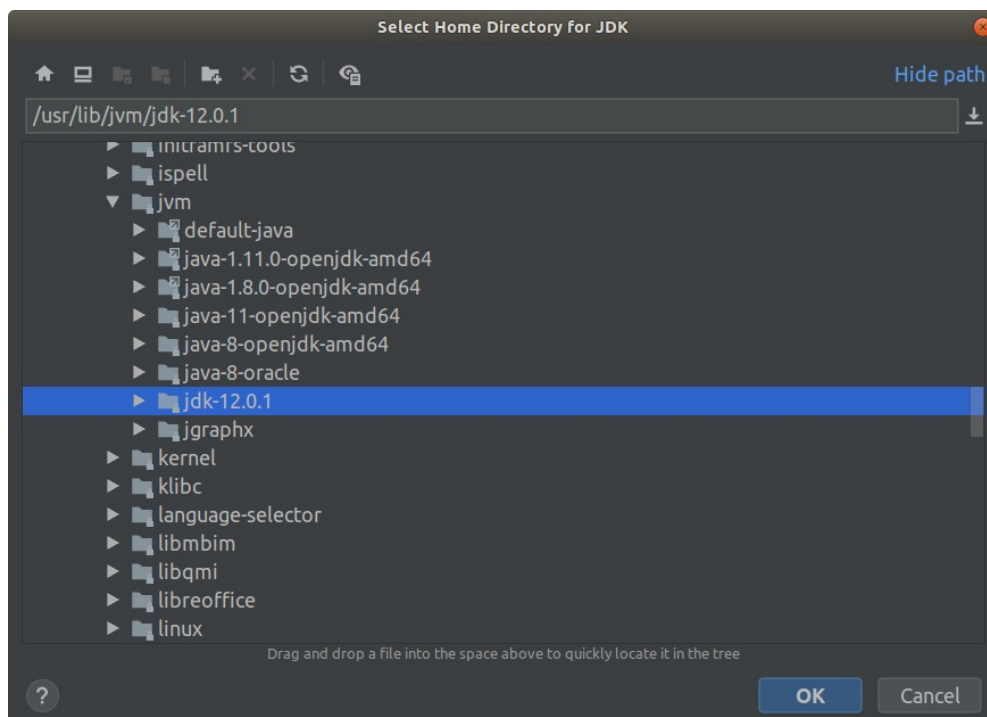 Select Home Directory for JDK
Hide path
/usr/lib/jvm/jdk-12.0.1
initramfs-tools
ispell
jvm
default-java
java-1.11.0-openjdk-amd64
java-1.8.0-openjdk-amd64
java-11-openjdk-amd64
java-8-openjdk-amd64
java-8-oracle
jdk-12.0.1
jgraphx
kernel
klibc
language-selector
libmbim
libqmi
libreoffice
linux
Drag and drop a file into the space above to quickly locate it in the tree
? OK Cancel